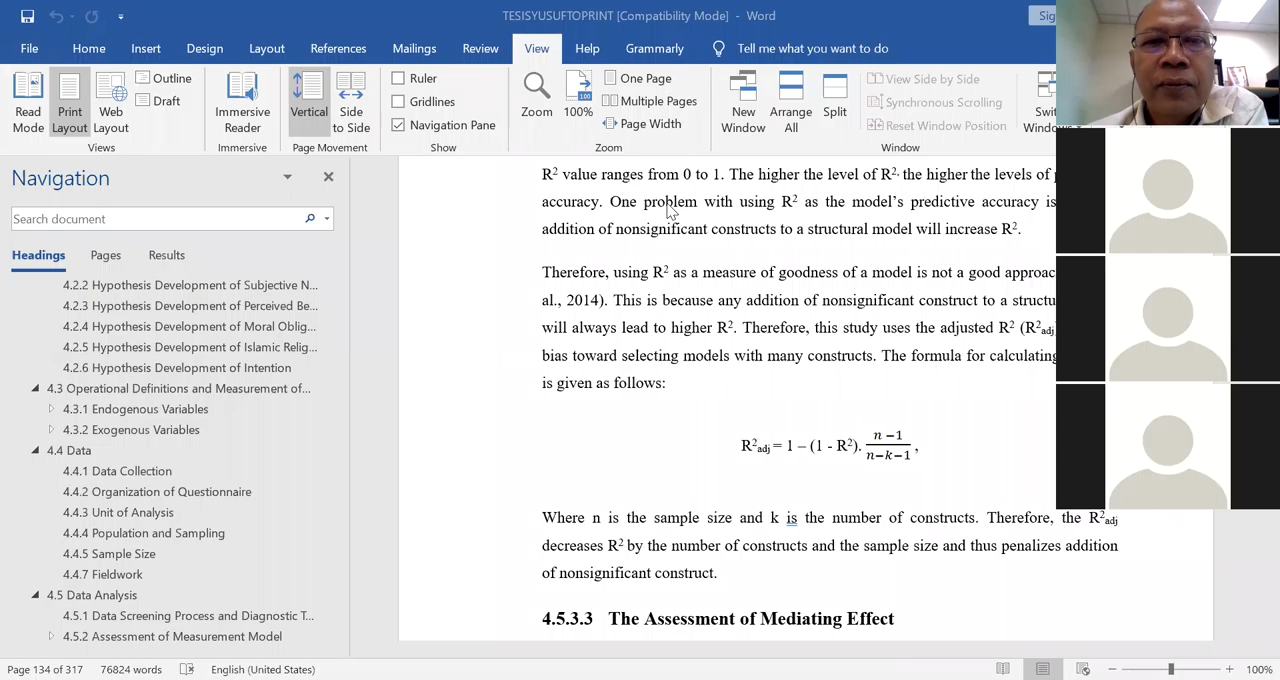 TESISYUSUFTOPRINT [Compatibility Mode] - Word
File Home Insert Design Layout References Mailings Review View Help Grammarly Tell me what you want to do
Read Mode
Print Layout
Web Layout
Outline
Draft
Views
Immersive Reader
Immersive
Vertical
Side to Side
Page Movement
Ruler
Gridlines
Navigation Pane
Show
Zoom
100%
One Page
Multiple Pages
Page Width
Zoom
New Window
Arrange All
Split
View Side by Side
Synchronous Scrolling
Reset Window Position
Window
Navigation
Search document
Headings Pages Results
4.2.2 Hypothesis Development of Subjective N...
4.2.3 Hypothesis Development of Perceived Be...
4.2.4 Hypothesis Development of Moral Oblig...
4.2.5 Hypothesis Development of Islamic Relig...
4.2.6 Hypothesis Development of Intention
4.3 Operational Definitions and Measurement of...
4.3.1 Endogenous Variables
4.3.2 Exogenous Variables
4.4 Data
4.4.1 Data Collection
4.4.2 Organization of Questionnaire
4.4.3 Unit of Analysis
4.4.4 Population and Sampling
4.4.5 Sample Size
4.4.7 Fieldwork
4.5 Data Analysis
4.5.1 Data Screening Process and Diagnostic T...
4.5.2 Assessment of Measurement Model
R² value ranges from 0 to 1. The higher the level of R², the higher the levels of
accuracy. One problem with using R² as the model's predictive accuracy is
addition of nonsignificant constructs to a structural model will increase R².
Therefore, using R² as a measure of goodness of a model is not a good approac
al., 2014). This is because any addition of nonsignificant construct to a structu
will always lead to higher R². Therefore, this study uses the adjusted R² (R²adj
bias toward selecting models with many constructs. The formula for calculating
is given as follows:
R²adj = 1 – (1 - R²). (n – 1)/(n–k–1) ,
Where n is the sample size and k is the number of constructs. Therefore, the R²adj
decreases R² by the number of constructs and the sample size and thus penalizes addition
of nonsignificant construct.
4.5.3.3 The Assessment of Mediating Effect
Page 134 of 317 76824 words English (United States) 100%